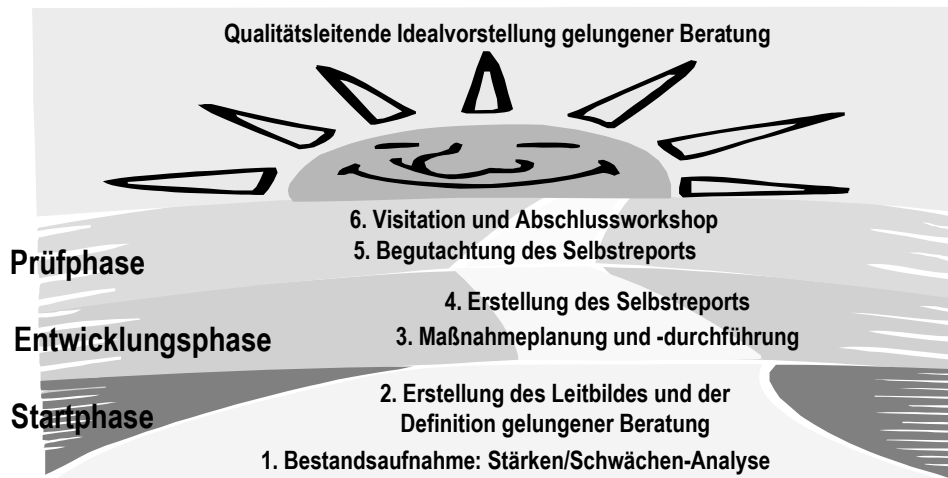 Qualitätsleitende Idealvorstellung gelungener Beratung
6. Visitation und Abschlussworkshop
5. Begutachtung des Selbstreports
Prüfphase
4. Erstellung des Selbstreports
3. Maßnahmeplanung und -durchführung
Entwicklungsphase
2. Erstellung des Leitbildes und der
Definition gelungener Beratung
Startphase
1. Bestandsaufnahme: Stärken/Schwächen-Analyse